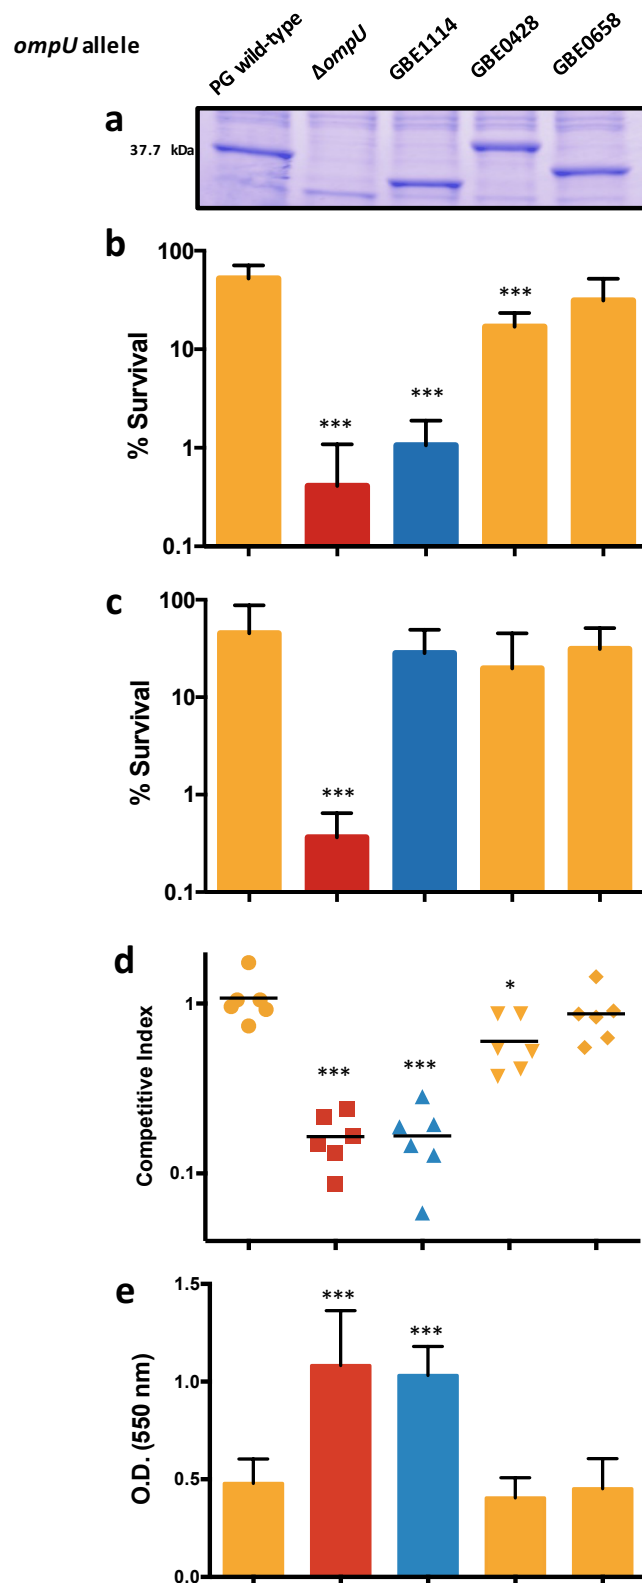 ompU allele
PG wild-type
ΔompU
GBE1114
GBE0428
GBE0658
a
37.7 kDa
b
% Survival
100
10
1
0.1
***
***
***
c
% Survival
100
10
1
0.1
***
d
Competitive Index
1
0.1
***
***
*
e
O.D. (550 nm)
1.5
1.0
0.5
0.0
***
***